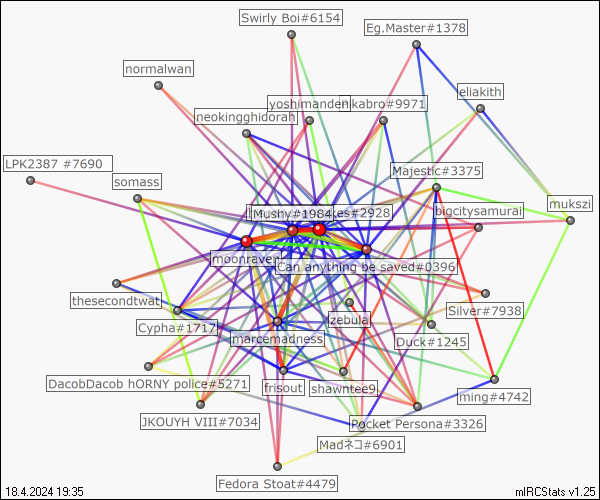 Swirly Boi#6154
Eg.Master#1378
normalwan
eliakith
yoshimanden
kabro#9971
neokingghidorah
LPK2387 #7690
Majestic#3375
somass
mukszi
Mushy#1984
kes#2928
bigcitysamurai
moonraven
Can anything be saved#0396
thesecondtwat
Silver#7938
zebula
Cypha#1717
marcemadness
Duck#1245
DacobDacob hORNY police#5271
frisout
shawntee9
ming#4742
JKOUYH VIII#7034
Pocket Persona#3326
Madネコ#6901
Fedora Stoat#4479
18.4.2024 19:35
mIRCStats v1.25